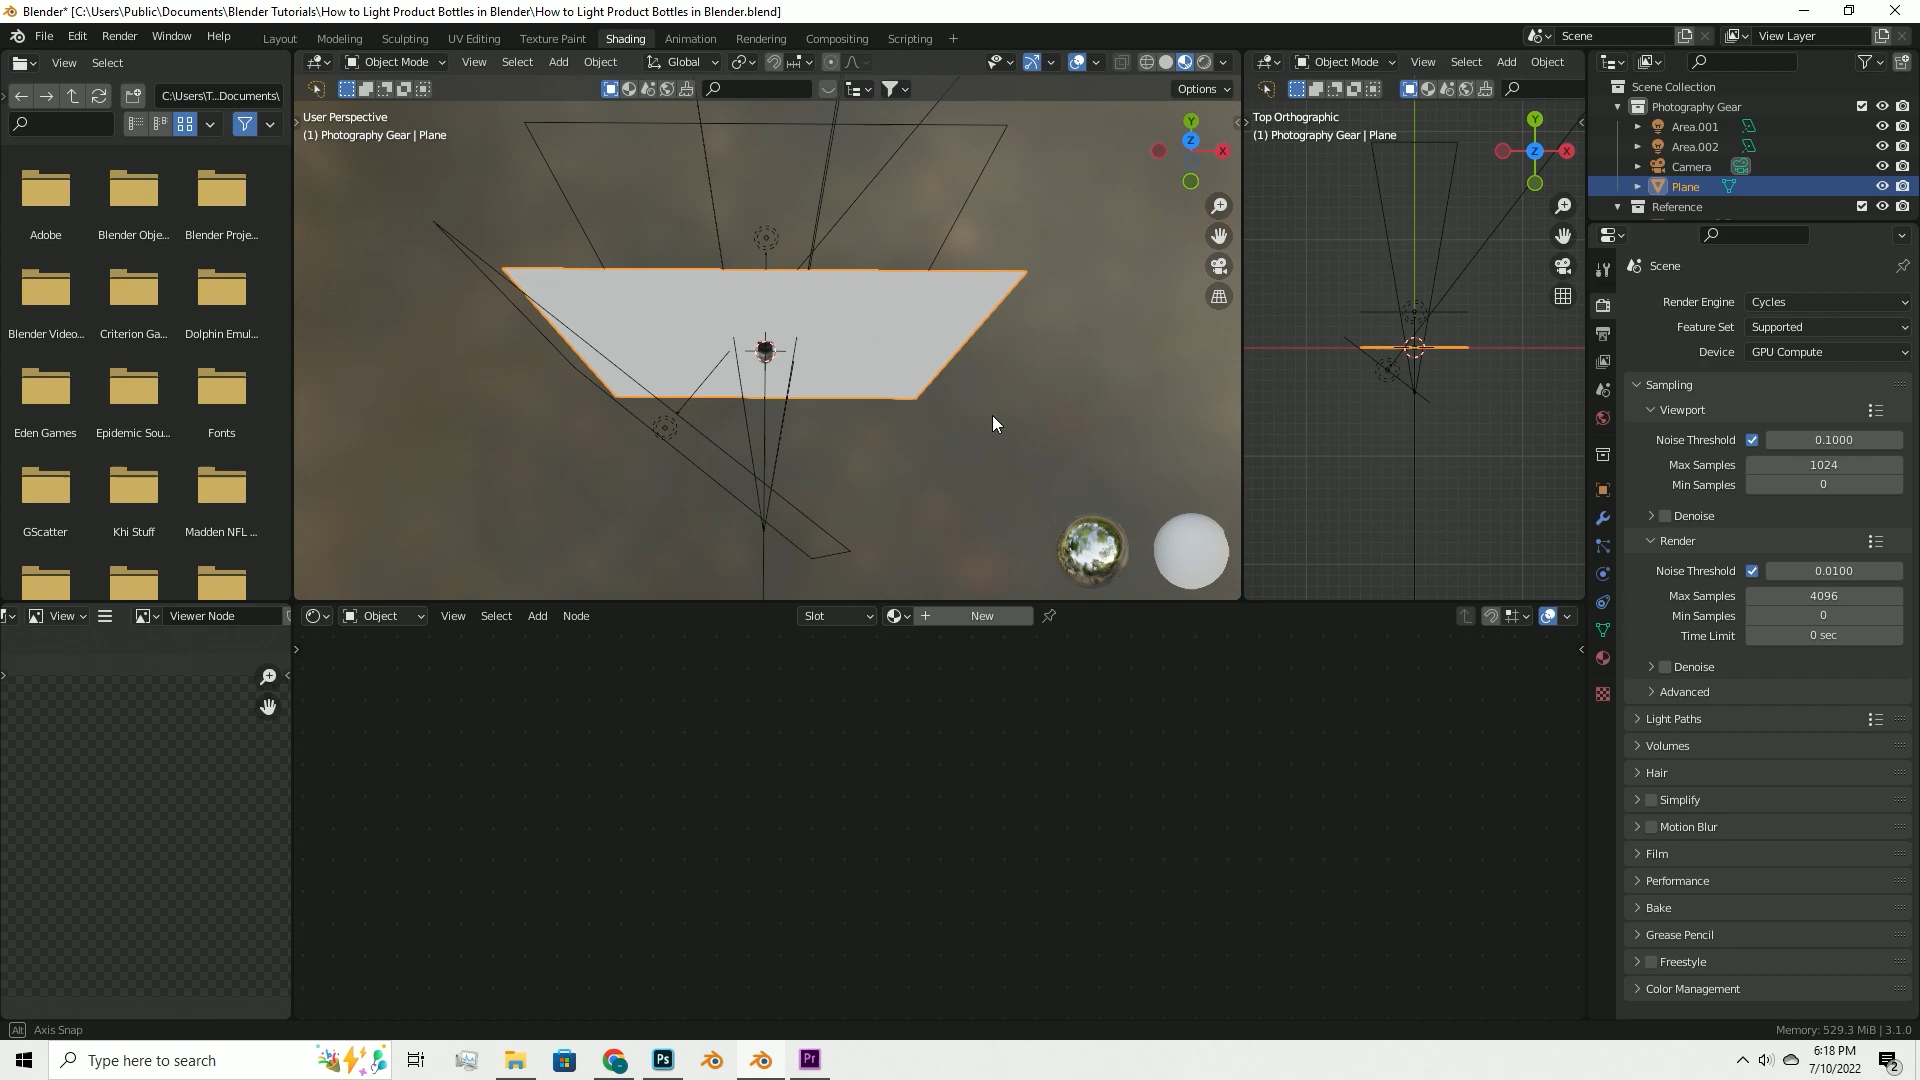 Blender* [C:\Users\Public\Documents\Blender Tutorials\How to Light Product Bottles in Blender\How to Light Product Bottles in Blender.blend]
File Edit Render Window Help
Layout Modeling Sculpting UV Editing Texture Paint Shading Animation Rendering Compositing Scripting +
Scene
View Layer
View Select
Object Mode View Select Add Object Global
Object Mode View Select Add Object
C:\Users\T...Documents\
Options
User Perspective
(1) Photography Gear | Plane
Y
Z
X
Top Orthographic
(1) Photography Gear | Plane
Y
Z
X
Scene Collection
Photography Gear
Area.001
Area.002
Camera
Plane
Reference
Adobe
Blender Obje...
Blender Proje...
Blender Video...
Criterion Ga...
Dolphin Emul...
Eden Games
Epidemic Sou...
Fonts
GScatter
Khi Stuff
Madden NFL ...
Scene
Render Engine Cycles
Feature Set Supported
Device GPU Compute
Sampling
Viewport
Noise Threshold 0.1000
Max Samples 1024
Min Samples 0
Denoise
Render
Noise Threshold 0.0100
Max Samples 4096
Min Samples 0
Time Limit 0 sec
Denoise
Advanced
Light Paths
Volumes
Hair
Simplify
Motion Blur
Film
Performance
Bake
Grease Pencil
Freestyle
Color Management
View
Viewer Node
Object View Select Add Node
Slot
New
Alt Axis Snap
Memory: 529.3 MiB | 3.1.0
Type here to search
Ps
Pr
6:18 PM
7/10/2022
2